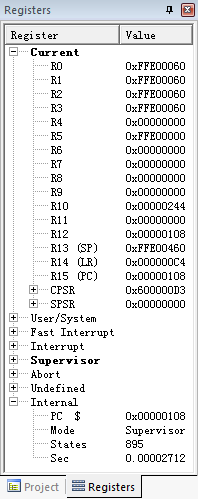 Registers
Register Value
Current
R0 0xFFE00060
R1 0xFFE00060
R2 0xFFE00060
R3 0xFFE00060
R4 0x00000000
R5 0xFFE00060
R6 0x00000000
R7 0x00000000
R8 0x00000000
R9 0x00000000
R10 0x00000244
R11 0x00000000
R12 0x00000108
R13 (SP) 0xFFE00460
R14 (LR) 0x000000C4
R15 (PC) 0x00000108
CPSR 0x600000D3
SPSR 0x00000000
User/System
Fast Interrupt
Interrupt
Supervisor
Abort
Undefined
Internal
PC $ 0x00000108
Mode Supervisor
States 895
Sec 0.00002712
Project Registers